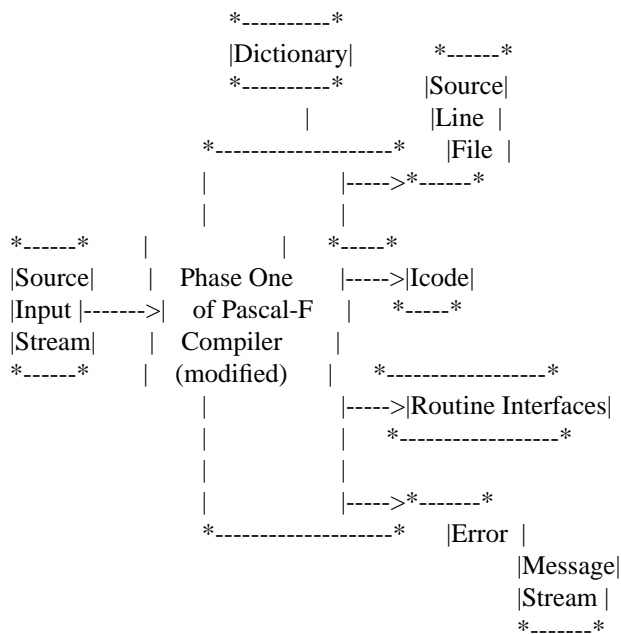 *----------*
|Dictionary| *------*
*----------* |Source|
| |Line |
*--------------------* |File |
| |----->*------*
| |
*------* | | *-----*
|Source| | Phase One |----->|Icode|
|Input |------->| of Pascal-F | *-----*
|Stream| | Compiler |
*------* | (modified) | *-----------------*
| |----->|Routine Interfaces|
| | *------------------*
| |
| |----->*-------*
*--------------------* |Error |
|Message|
|Stream |
*-------*